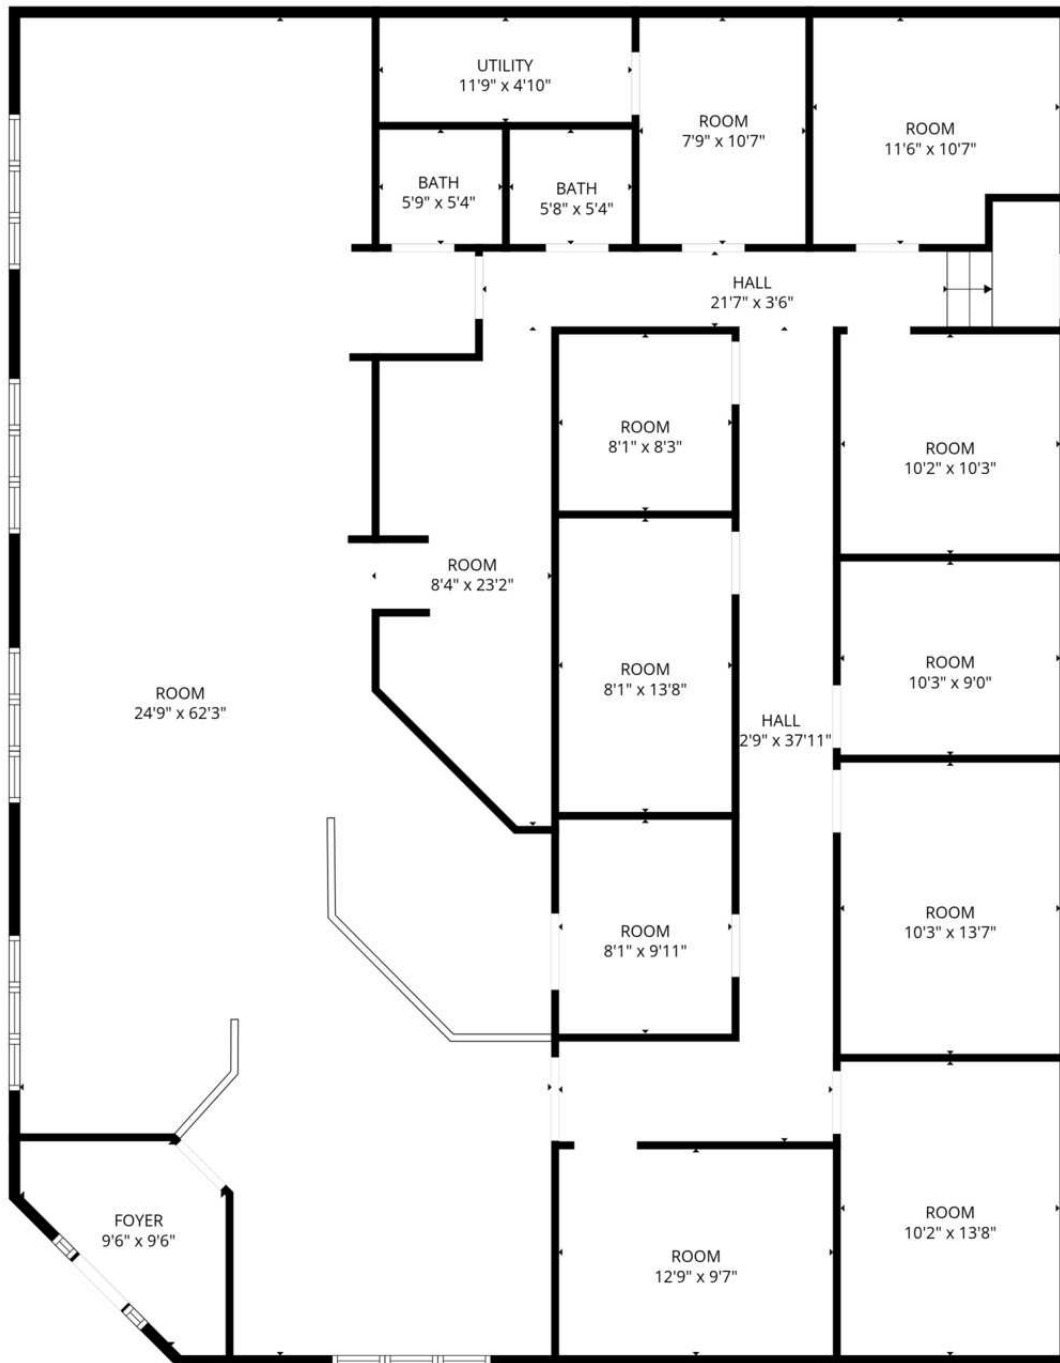 UTILITY
11'9" x 4'10"
ROOM
7'9" x 10'7"
ROOM
11'6" x 10'7"
BATH
5'9" x 5'4"
BATH
5'8" x 5'4"
HALL
21'7" x 3'6"
ROOM
8'1" x 8'3"
ROOM
10'2" x 10'3"
ROOM
8'4" x 23'2"
ROOM
24'9" x 62'3"
ROOM
8'1" x 13'8"
ROOM
10'3" x 9'0"
HALL
2'9" x 37'11"
ROOM
8'1" x 9'11"
ROOM
10'3" x 13'7"
FOYER
9'6" x 9'6"
ROOM
12'9" x 9'7"
ROOM
10'2" x 13'8"